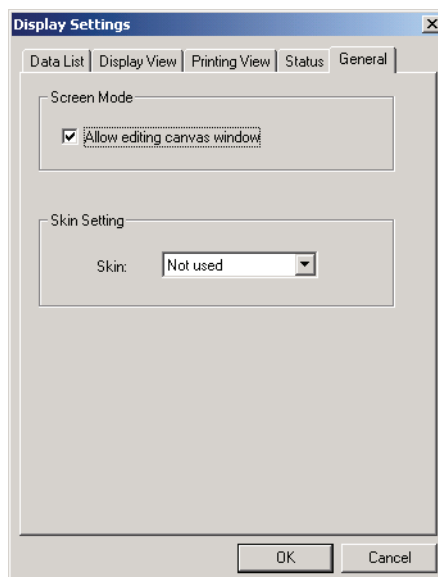 Display Settings
Data List Display View Printing View Status General
Screen Mode
Allow editing canvas window
Skin Setting
Skin: Not used
OK Cancel